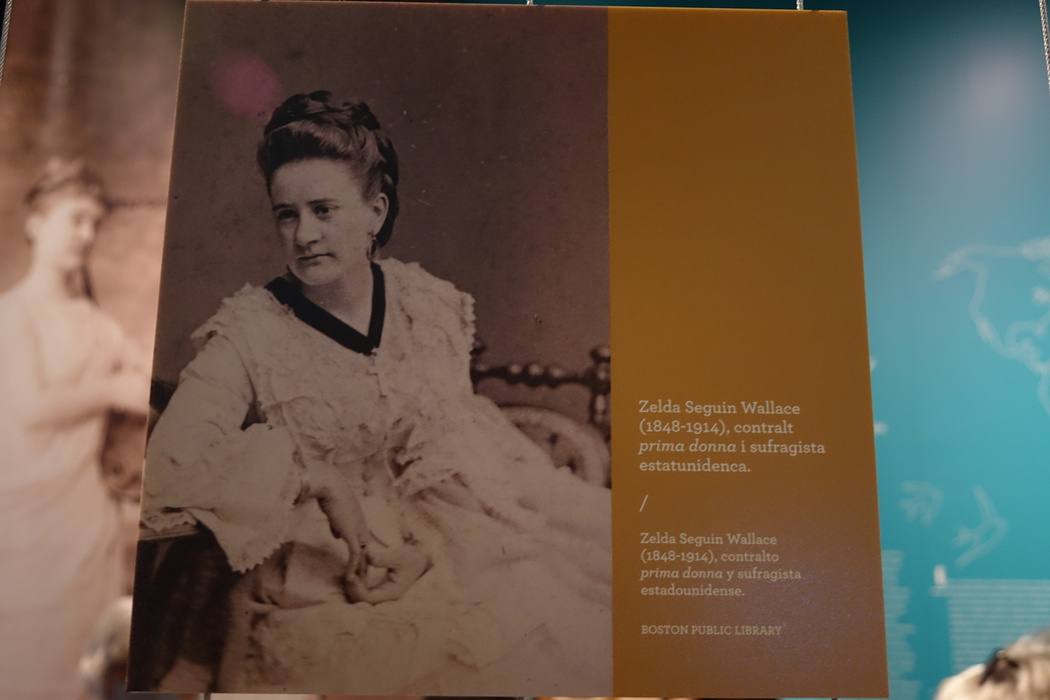 Zelda Seguin Wallace
(1848-1914), contralt
prima donna i sufragista
estatunidenca.
/
Zelda Seguin Wallace
(1848-1914), contralto
prima donna y sufragista
estadounidense.
BOSTON PUBLIC LIBRARY